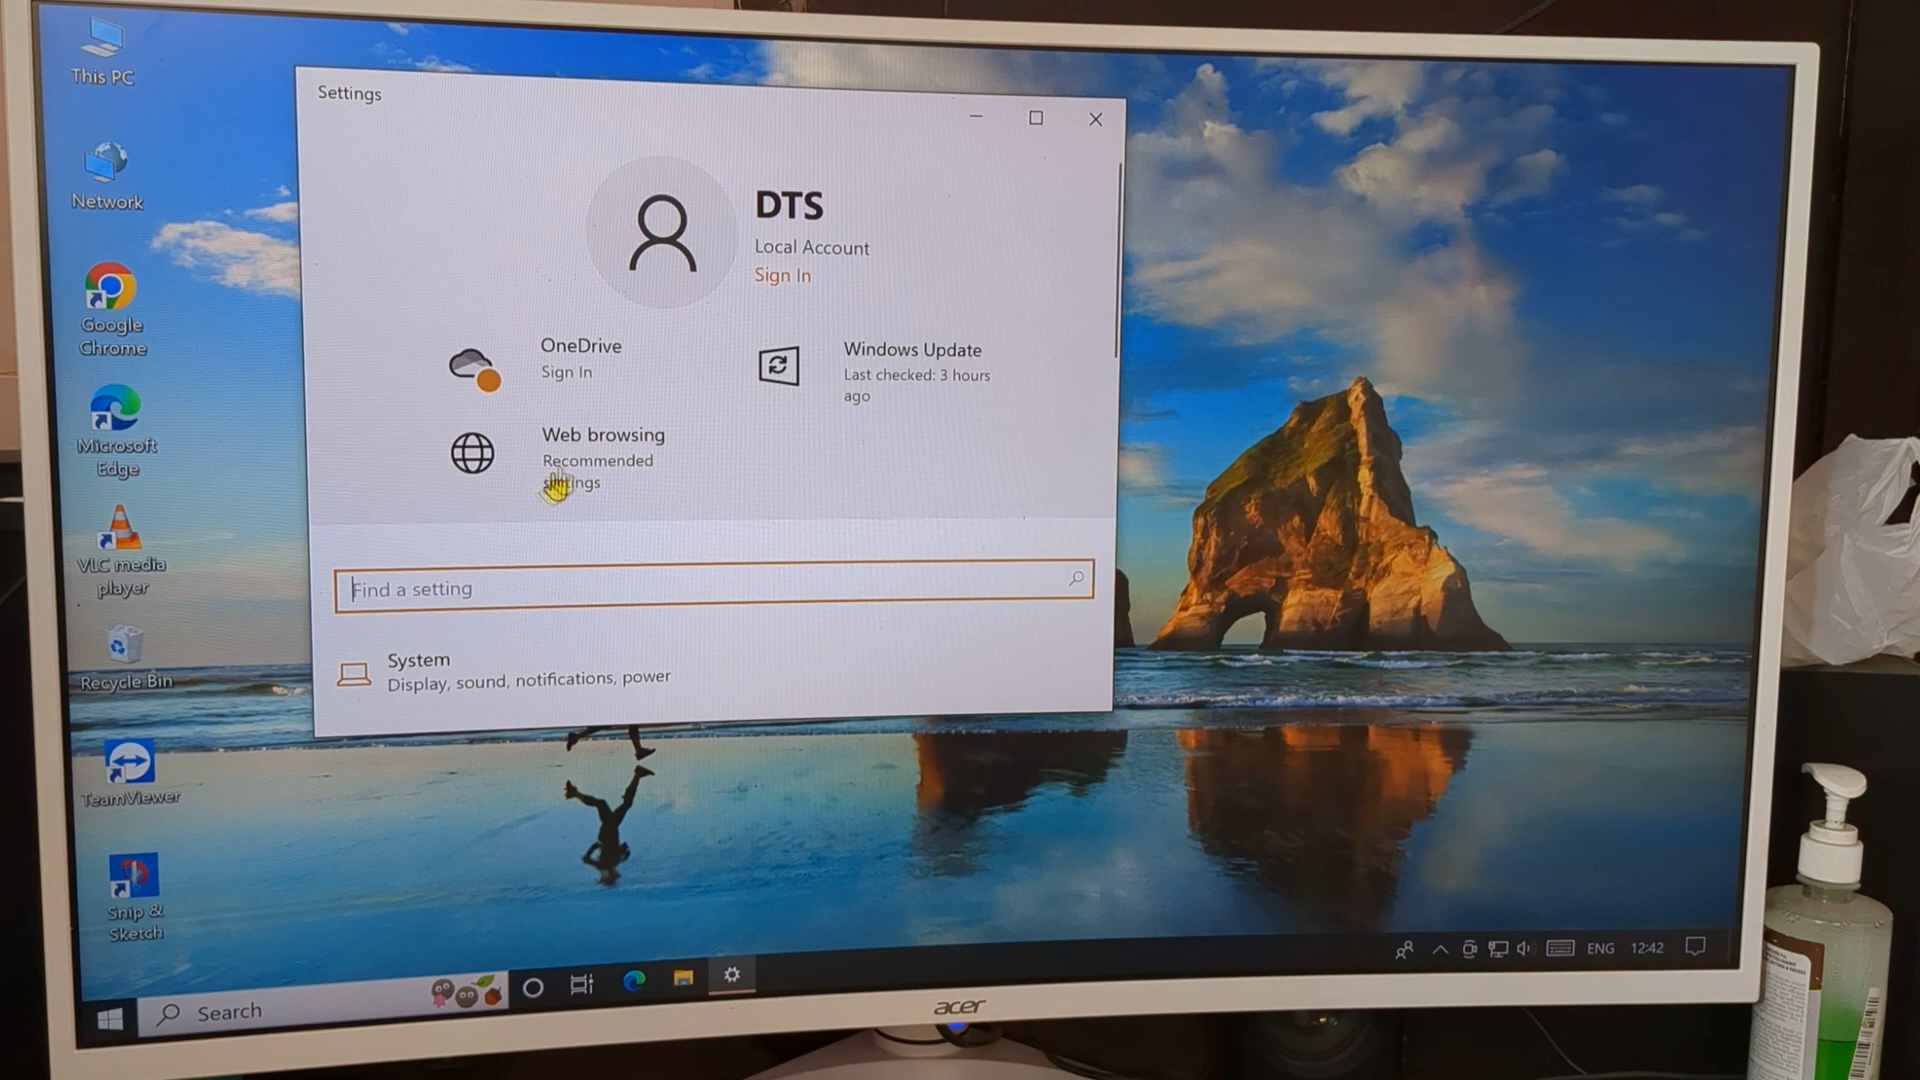 This PC
Network
Google
Chrome
Microsoft
Edge
VLC media
player
Recycle Bin
TeamViewer
Snip &
Sketch
Settings
DTS
Local Account
Sign In
OneDrive
Sign In
Windows Update
Last checked: 3 hours
ago
Web browsing
Recommended
settings
Find a setting
System
Display, sound, notifications, power
Search
ENG
12:42
acer